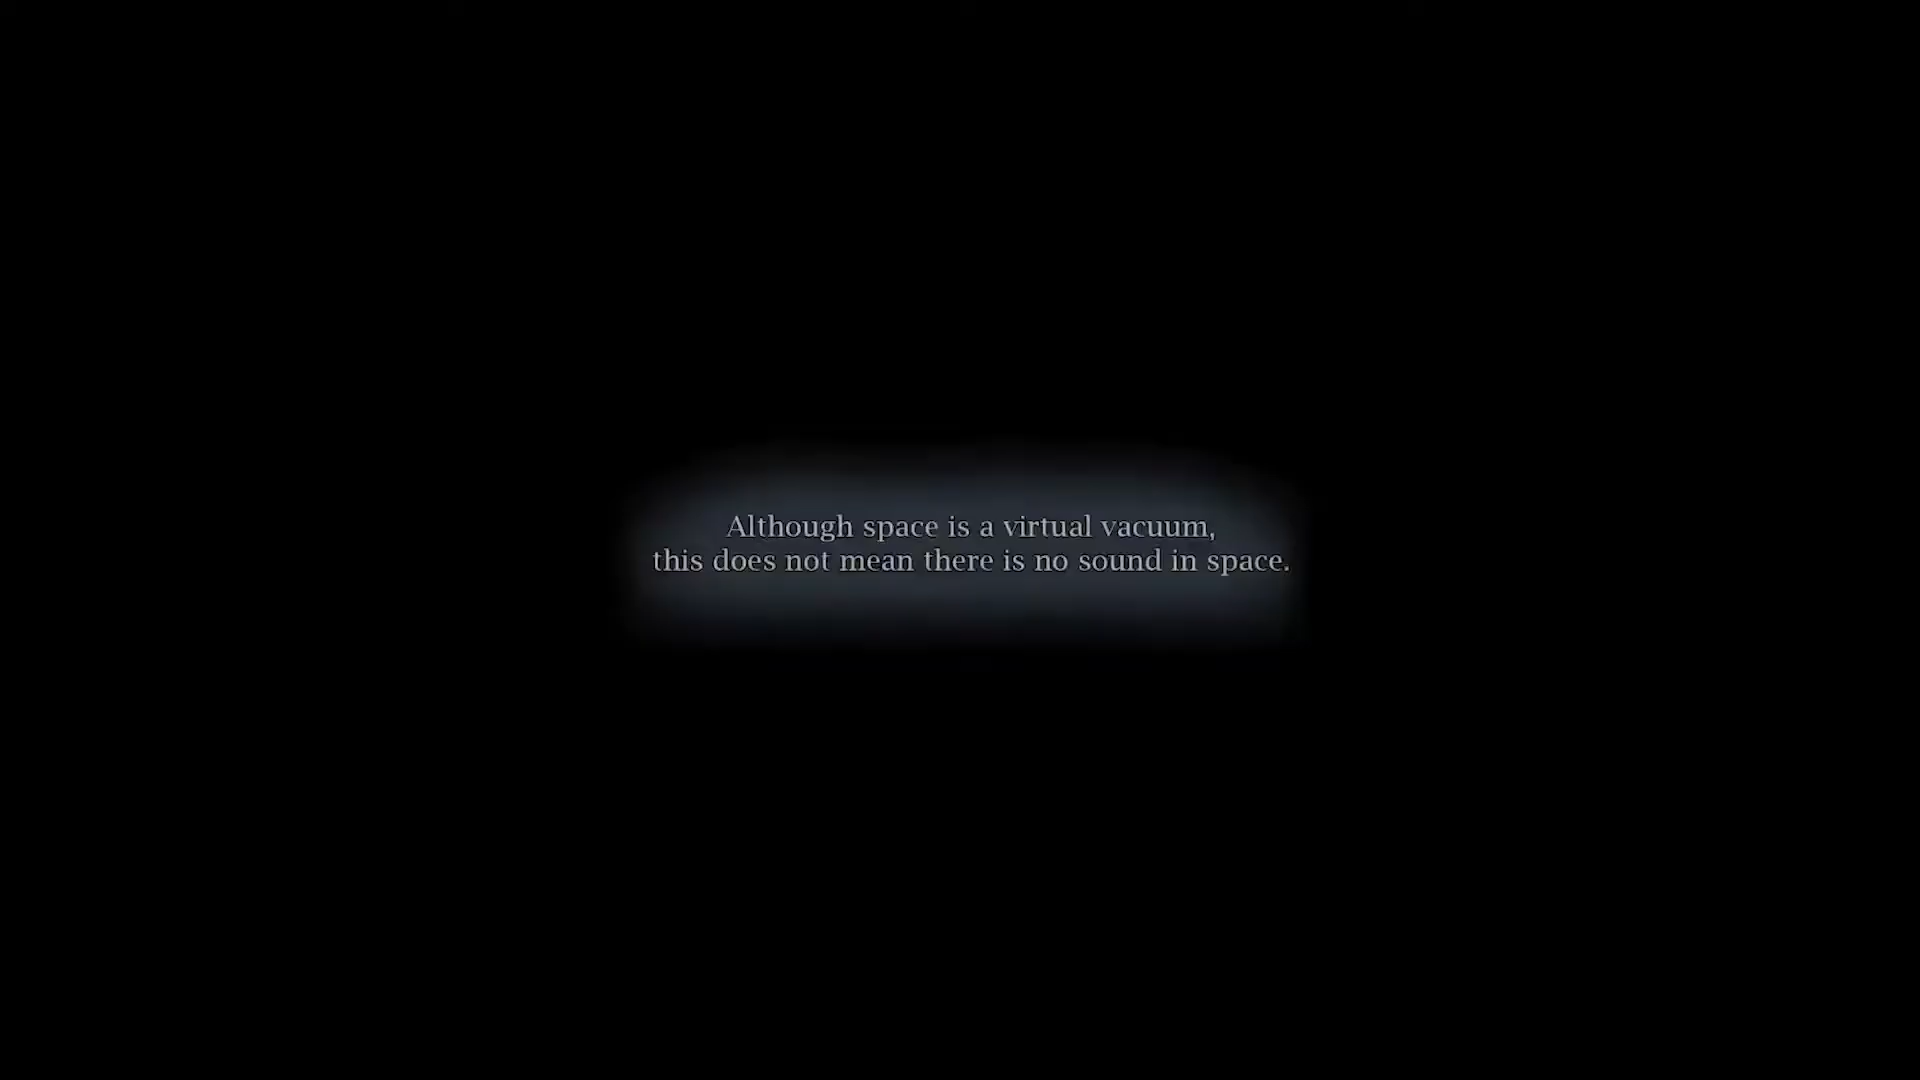 Although space is a virtual vacuum,
this does not mean there is no sound in space.